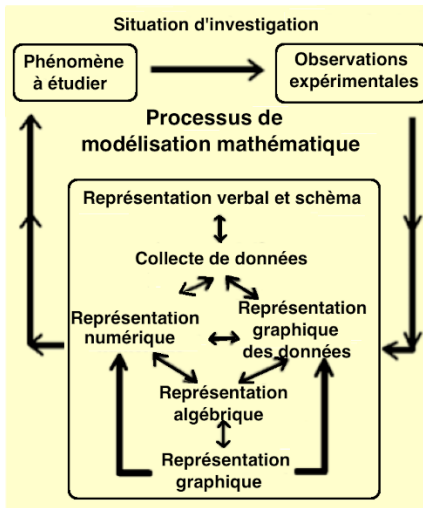 Situation d'investigation
Phénomène
à étudier
Observations
expérimentales
Processus de
modélisation mathématique
Représentation verbal et schèma
Collecte de données
Représentation
numérique
Représentation
graphique
des données
Représentation
algébrique
Représentation
graphique